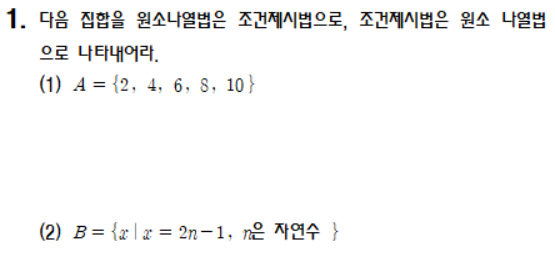 1. 다음 집합을 원소나열법은 조건제시법으로, 조건제시법은 원소 나열법
으로 나타내어라.
(1) A = {2, 4, 6, 8, 10}
(2) B = {x | x = 2n-1, n은 자연수 }